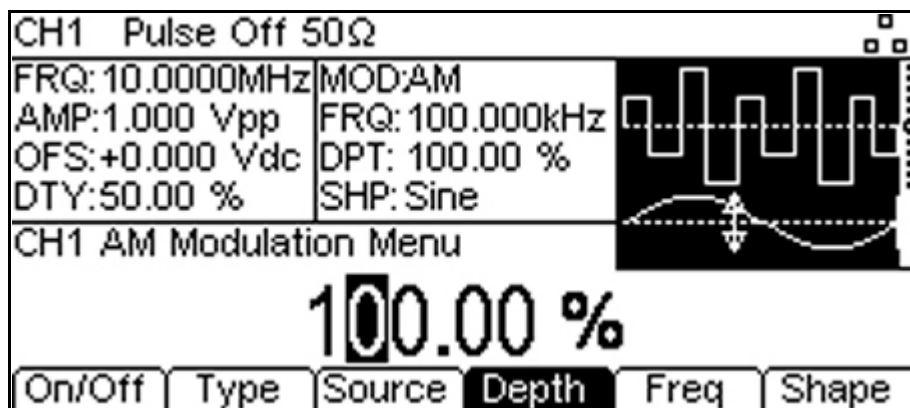 CH1 Pulse Off 50Ω
FRQ:10.0000MHz
AMP:1.000 Vpp
OFS:+0.000 Vdc
DTY:50.00 %
MOD:AM
FRQ:100.000kHz
DPT: 100.00 %
SHP: Sine
CH1 AM Modulation Menu
100.00 %
On/Off Type Source Depth Freq Shape